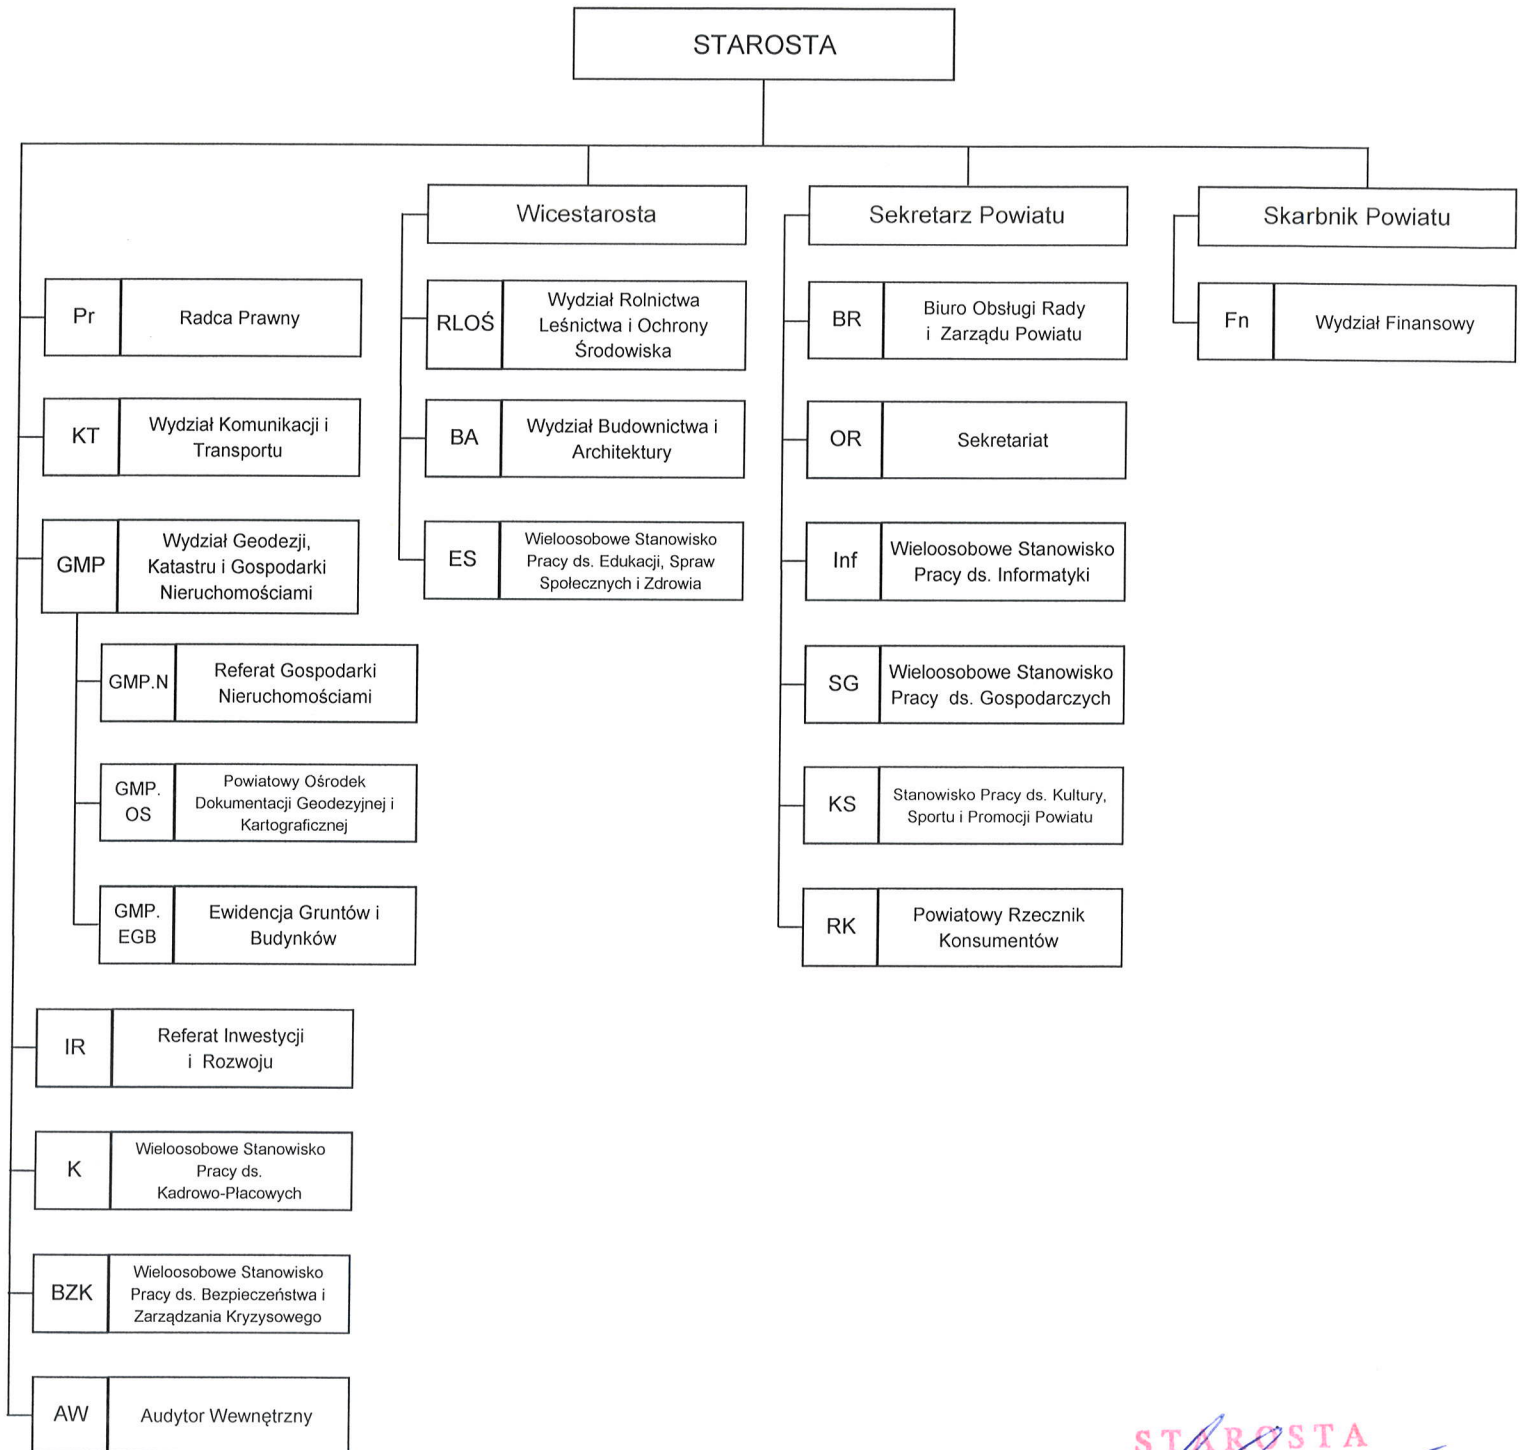 STAROSTA
Wicestarosta
Sekretarz Powiatu
Skarbnik Powiatu
Pr
Radca Prawny
KT
Wydział Komunikacji i
Transportu
GMP
Wydział Geodezji,
Katastru i Gospodarki
Nieruchomościami
GMP.N
Referat Gospodarki
Nieruchomościami
GMP.
OS
Powiatowy Ośrodek
Dokumentacji Geodezyjnej i
Kartograficznej
GMP.
EGB
Ewidencja Gruntów i
Budynków
IR
Referat Inwestycji
i Rozwoju
K
Wieloosobowe Stanowisko
Pracy ds.
Kadrowo-Płacowych
BZK
Wieloosobowe Stanowisko
Pracy ds. Bezpieczeństwa i
Zarządzania Kryzysowego
AW
Audytor Wewnętrzny
RLOŚ
Wydział Rolnictwa
Leśnictwa i Ochrony
Środowiska
BA
Wydział Budownictwa i
Architektury
ES
Wieloosobowe Stanowisko
Pracy ds. Edukacji, Spraw
Społecznych i Zdrowia
BR
Biuro Obsługi Rady
i Zarządu Powiatu
OR
Sekretariat
Inf
Wieloosobowe Stanowisko
Pracy ds. Informatyki
SG
Wieloosobowe Stanowisko
Pracy ds. Gospodarczych
KS
Stanowisko Pracy ds. Kultury,
Sportu i Promocji Powiatu
RK
Powiatowy Rzecznik
Konsumentów
Fn
Wydział Finansowy
STAROSTA